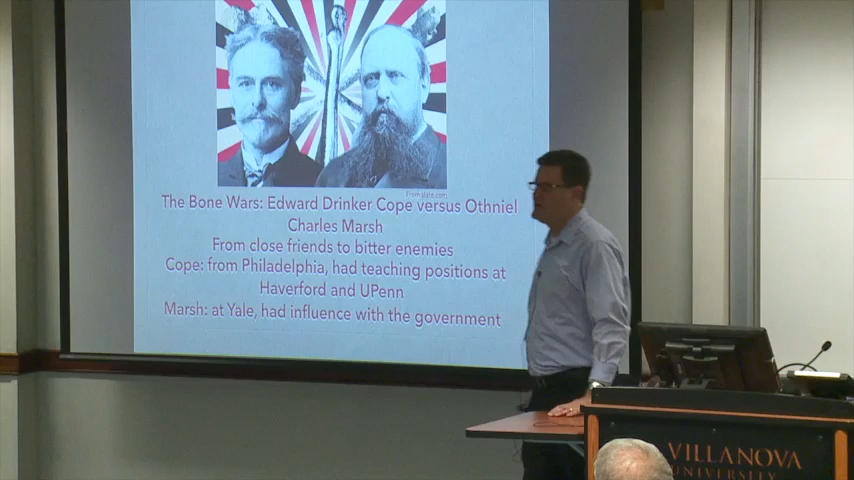 From slate.com
The Bone Wars: Edward Drinker Cope versus Othniel
Charles Marsh
From close friends to bitter enemies
Cope: from Philadelphia, had teaching positions at
Haverford and UPenn
Marsh: at Yale, had influence with the government
VILLANOVA
UNIVERSITY